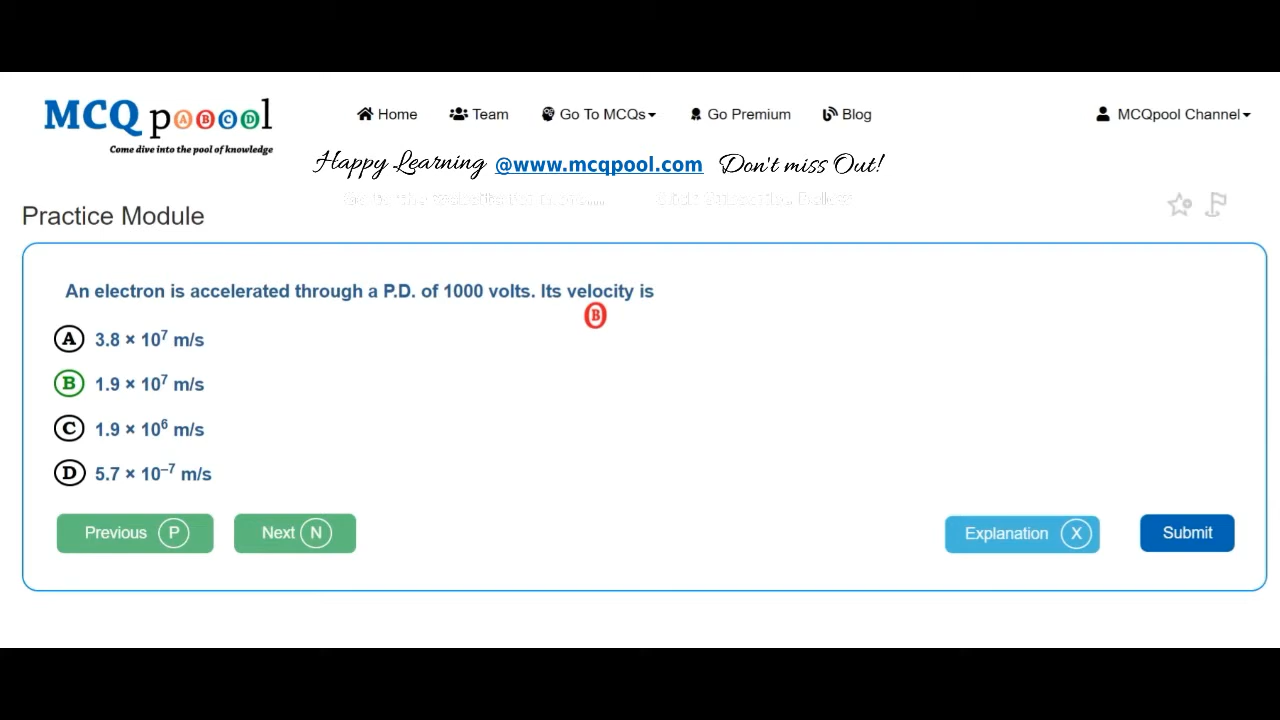 MCQ pooool
Come dive into the pool of knowledge
Home Team Go To MCQs Go Premium Blog MCQpool Channel
Happy Learning @www.mcqpool.com Don't miss Out!
Practice Module
An electron is accelerated through a P.D. of 1000 volts. Its velocity is
B
A 3.8 × 10⁷ m/s
B 1.9 × 10⁷ m/s
C 1.9 × 10⁶ m/s
D 5.7 × 10⁻⁷ m/s
Previous P Next N Explanation X Submit